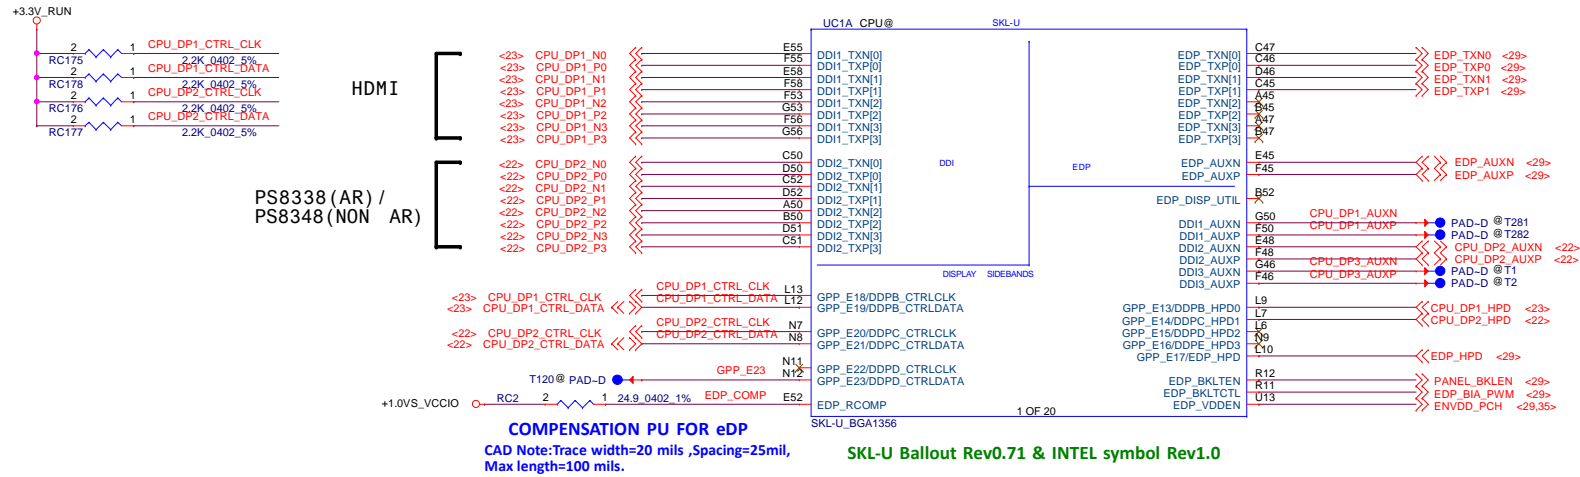 +3.3V_RUN
2 1 CPU_DP1_CTRL_CLK
RC175 2.2K_0402_5%
2 1 CPU_DP1_CTRL_DATA
RC178 2.2K_0402_5%
2 1 CPU_DP2_CTRL_CLK
RC176 2.2K_0402_5%
2 1 CPU_DP2_CTRL_DATA
RC177 2.2K_0402_5%
HDMI
PS8338(AR)/
PS8348(NON AR)
UC1A CPU@ SKL-U
<23> CPU_DP1_N0 E55 DDI1_TXN[0]
<23> CPU_DP1_P0 F55 DDI1_TXP[0]
<23> CPU_DP1_N1 E58 DDI1_TXN[1]
<23> CPU_DP1_P1 F58 DDI1_TXP[1]
<23> CPU_DP1_N2 F53 DDI1_TXN[2]
<23> CPU_DP1_P2 G53 DDI1_TXP[2]
<23> CPU_DP1_N3 F56 DDI1_TXN[3]
<23> CPU_DP1_P3 G56 DDI1_TXP[3]
<22> CPU_DP2_N0 C50 DDI2_TXN[0]
<22> CPU_DP2_P0 D50 DDI2_TXP[0]
<22> CPU_DP2_N1 C52 DDI2_TXN[1]
<22> CPU_DP2_P1 D52 DDI2_TXP[1]
<22> CPU_DP2_N2 A50 DDI2_TXN[2]
<22> CPU_DP2_P2 B50 DDI2_TXP[2]
<22> CPU_DP2_N3 D51 DDI2_TXN[3]
<22> CPU_DP2_P3 C51 DDI2_TXP[3]
DDI
EDP
DISPLAY SIDEBANDS
<23> CPU_DP1_CTRL_CLK CPU_DP1_CTRL_CLK L13 GPP_E18/DDPB_CTRLCLK
<23> CPU_DP1_CTRL_DATA CPU_DP1_CTRL_DATA L12 GPP_E19/DDPB_CTRLDATA
<22> CPU_DP2_CTRL_CLK CPU_DP2_CTRL_CLK N7 GPP_E20/DDPC_CTRLCLK
<22> CPU_DP2_CTRL_DATA CPU_DP2_CTRL_DATA N8 GPP_E21/DDPC_CTRLDATA
N11 GPP_E22/DDPD_CTRLCLK
T120 @ PAD~D GPP_E23 N12 GPP_E23/DDPD_CTRLDATA
+1.0VS_VCCIO RC2 2 1 24.9_0402_1% EDP_COMP E52 EDP_RCOMP
EDP_TXN[0] C47 EDP_TXN0 <29>
EDP_TXP[0] C46 EDP_TXP0 <29>
EDP_TXN[1] D46 EDP_TXN1 <29>
EDP_TXP[1] C45 EDP_TXP1 <29>
EDP_TXN[2] A45
EDP_TXP[2] B45
EDP_TXN[3] A47
EDP_TXP[3] B47
EDP_AUXN E45 EDP_AUXN <29>
EDP_AUXP F45 EDP_AUXP <29>
EDP_DISP_UTIL B52
DDI1_AUXN G50 CPU_DP1_AUXN PAD~D @ T281
DDI1_AUXP F50 CPU_DP1_AUXP PAD~D @ T282
DDI2_AUXN E48 CPU_DP2_AUXN <22>
DDI2_AUXP F48 CPU_DP2_AUXP <22>
DDI3_AUXN G46 CPU_DP3_AUXN PAD~D @ T1
DDI3_AUXP F46 CPU_DP3_AUXP PAD~D @ T2
GPP_E13/DDPB_HPD0 L9 CPU_DP1_HPD <23>
GPP_E14/DDPC_HPD1 L7 CPU_DP2_HPD <22>
GPP_E15/DDPD_HPD2 L6
GPP_E16/DDPE_HPD3 N9
GPP_E17/EDP_HPD L10 EDP_HPD <29>
EDP_BKLTEN R12 PANEL_BKLEN <29>
EDP_BKLTCTL R11 EDP_BIA_PWM <29>
EDP_VDDEN U13 ENVDD_PCH <29,35>
1 OF 20
SKL-U_BGA1356
COMPENSATION PU FOR eDP
CAD Note:Trace width=20 mils ,Spacing=25mil,
Max length=100 mils.
SKL-U Ballout Rev0.71 & INTEL symbol Rev1.0